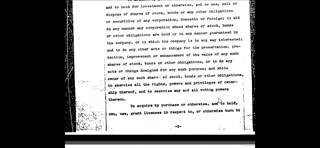 and to hold for investment or otherwise, and to use, sell or
dispose of shares of stock, bonds or any other obligations
or securities of any corporation, domestic or foreign; to aid
in any manner any corporation whose shares of stock, bonds
or other obligations are held or in any manner guaranteed by
the company, or in which the company is in any way interested;
and to do any other acts or things for the preservation, pro-
tection, improvement or enhancement of the value of any such
shares of stock, bonds or other obligations, or to do any
acts or things designed for any such purpose; and while
owner of any such shares of stock, bonds or other obligations,
to exercise all the rights, powers and privileges of owner-
ship thereof, and to exercise any and all voting powers
thereon.
To acquire by purchase or otherwise, and to hold,
own, use, grant licenses in respect to, or otherwise turn to
-2-